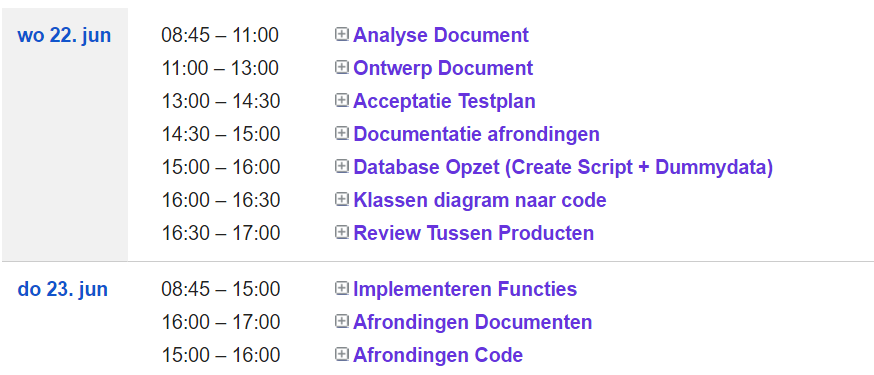 wo 22. jun 08:45 – 11:00 Analyse Document
11:00 – 13:00 Ontwerp Document
13:00 – 14:30 Acceptatie Testplan
14:30 – 15:00 Documentatie afrondingen
15:00 – 16:00 Database Opzet (Create Script + Dummydata)
16:00 – 16:30 Klassen diagram naar code
16:30 – 17:00 Review Tussen Producten
do 23. jun 08:45 – 15:00 Implementeren Functies
16:00 – 17:00 Afrondingen Documenten
15:00 – 16:00 Afrondingen Code